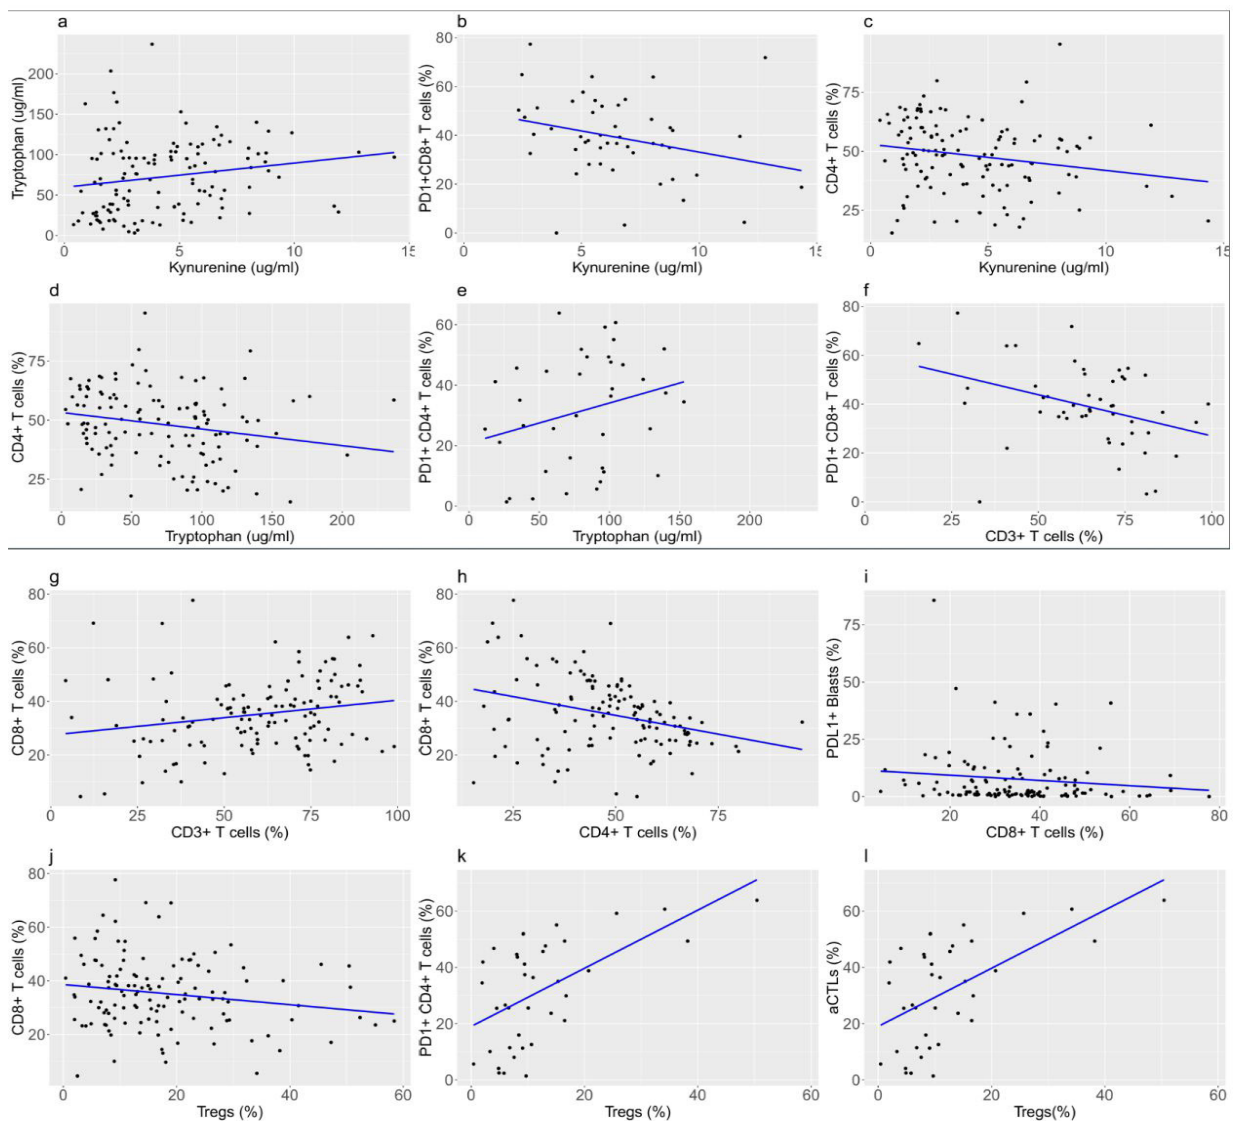 a b c
Tryptophan (ug/ml) 200 150 100 50 0
0 5 10 15
Kynurenine (ug/ml)
PD1+CD8+ T cells (%) 80 60 40 20 0
0 5 10 15
Kynurenine (ug/ml)
CD4+ T cells (%) 75 50 25
0 5 10 15
Kynurenine (ug/ml)
d e f
CD4+ T cells (%) 75 50 25
0 50 100 150 200
Tryptophan (ug/ml)
PD1+ CD4+ T cells (%) 60 40 20 0
0 50 100 150 200
Tryptophan (ug/ml)
PD1+ CD8+ T cells (%) 80 60 40 20 0
0 25 50 75 100
CD3+ T cells (%)
g h i
CD8+ T cells (%) 80 60 40 20 0
0 25 50 75 100
CD3+ T cells (%)
CD8+ T cells (%) 80 60 40 20 0
25 50 75
CD4+ T cells (%)
PDL1+ Blasts (%) 75 50 25 0
20 40 60 80
CD8+ T cells (%)
j k l
CD8+ T cells (%) 80 60 40 20 0
0 20 40 60
Tregs (%)
PD1+ CD4+ T cells (%) 60 40 20 0
0 20 40 60
Tregs (%)
aCTLs (%) 60 40 20 0
0 20 40 60
Tregs(%)